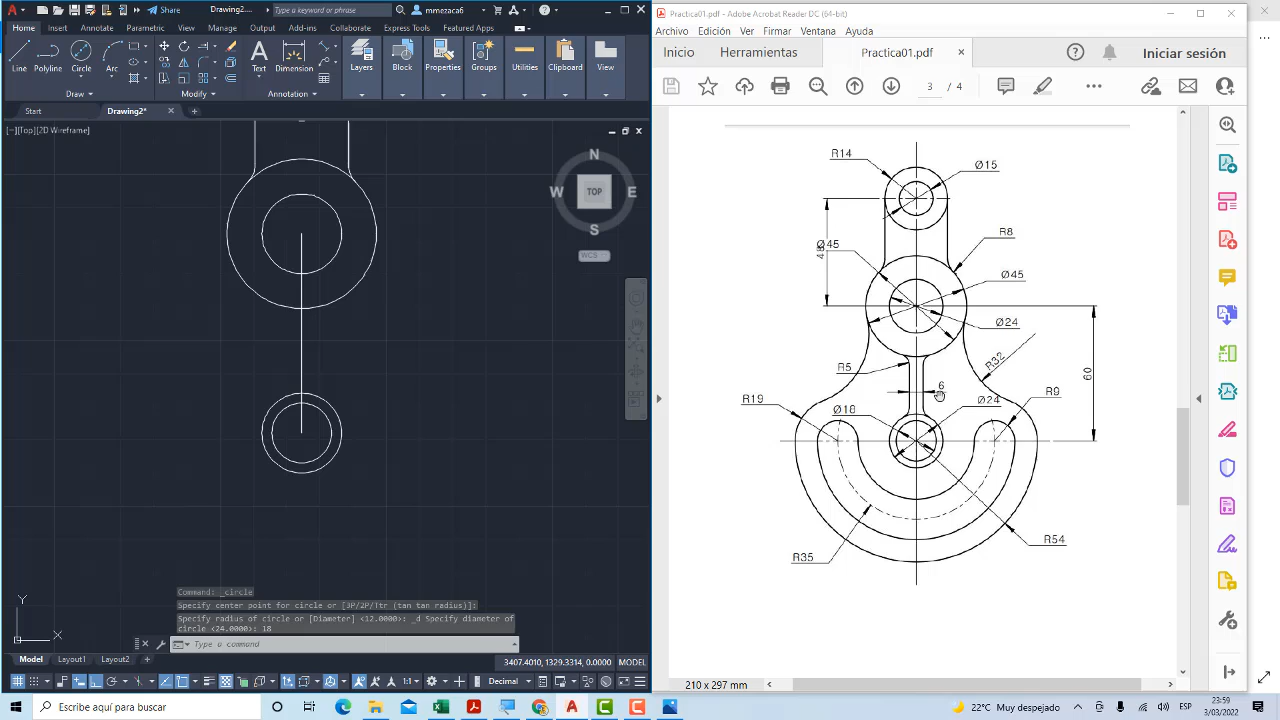 Drawing2...
Type a keyword or phrase
mmezaca6
Home
Insert
Annotate
View
Manage
Output
Add-ins
Collaborate
Express Tools
Featured Apps
Line
Polyline
Circle
Arc
Text
Dimension
Layers
Block
Properties
Groups
Utilities
Clipboard
View
Draw
Modify
Annotation
Start
Drawing2*
[−][Top][2D Wireframe]
N
W
TOP
E
S
WCS
Y
X
Command: _circle
Specify center point for circle or [3P/2P/Ttr (tan tan radius)]:
Specify radius of circle or [Diameter] <12.0000>: _d Specify diameter of
circle <24.0000>: 18
Type a command
Model
Layout1
Layout2
3407.4010, 1329.3314, 0.0000
MODEL
1:1
Decimal
Practica01.pdf - Adobe Acrobat Reader DC (64-bit)
Archivo
Edición
Ver
Firmar
Ventana
Ayuda
Inicio
Herramientas
Practica01.pdf
Iniciar sesión
3 / 4
R14
Ø15
Ø45
48
R8
Ø45
Ø24
R32
R5
6
60
R19
Ø18
Ø24
R9
R35
R54
210 x 297 mm
Escribe aquí para buscar
22°C Muy despejado
ESP
23:59
3/03/2022